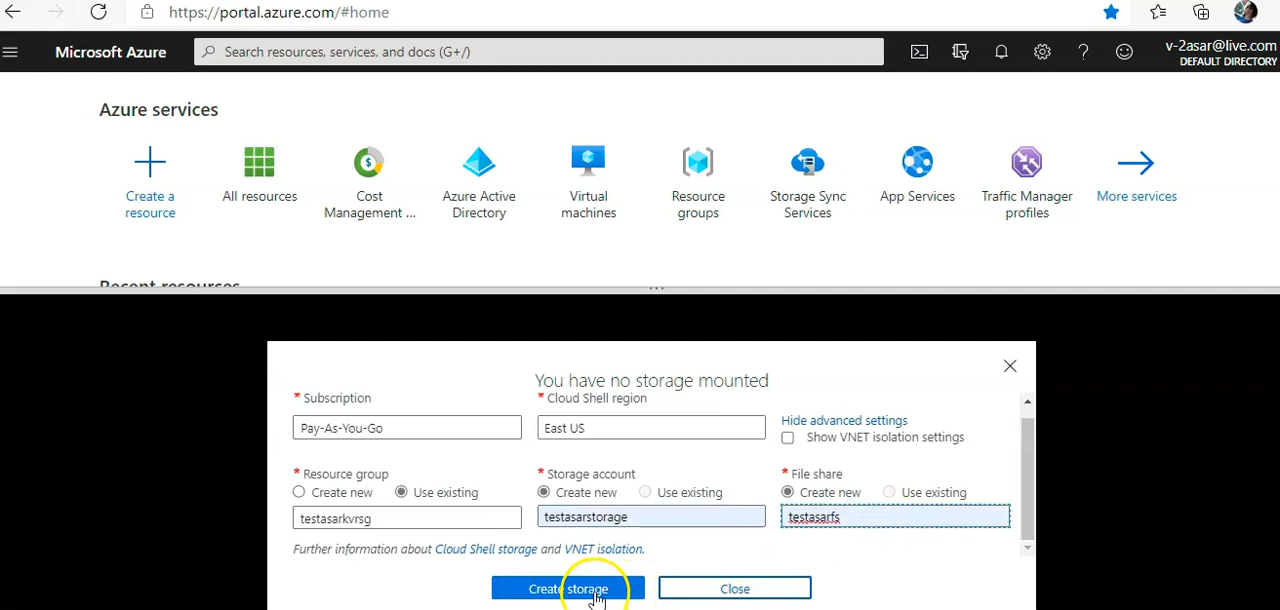 https://portal.azure.com/#home
Microsoft Azure
Search resources, services, and docs (G+/)
v-2asar@live.com
DEFAULT DIRECTORY
Azure services
Create a
resource
All resources
Cost
Management ...
Azure Active
Directory
Virtual
machines
Resource
groups
Storage Sync
Services
App Services
Traffic Manager
profiles
More services
Recent resources
You have no storage mounted
* Subscription
Pay-As-You-Go
* Cloud Shell region
East US
Hide advanced settings
Show VNET isolation settings
* Resource group
Create new Use existing
testasarkvrsg
* Storage account
Create new Use existing
testasarstorage
* File share
Create new Use existing
testasarfs
Further information about Cloud Shell storage and VNET isolation.
Create storage
Close